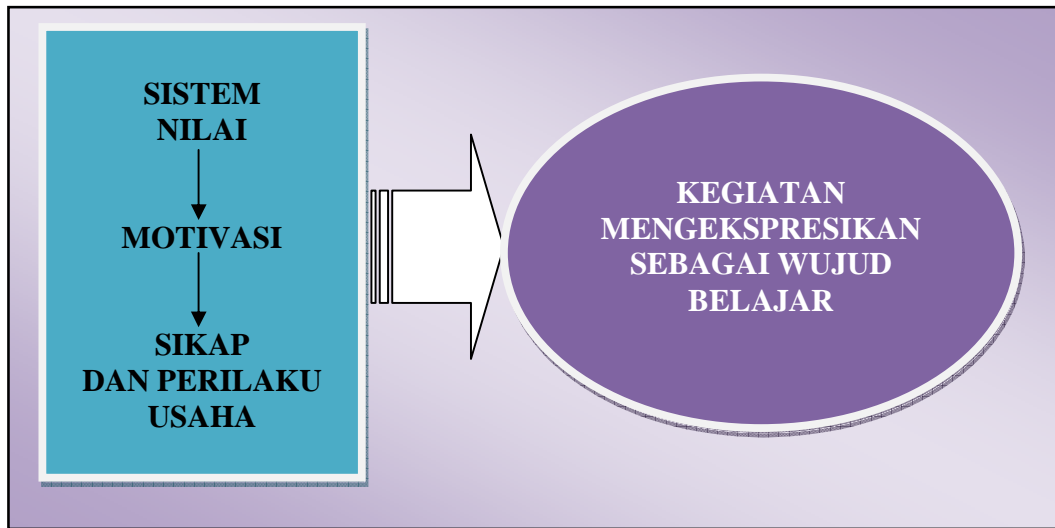 SISTEM
NILAI
MOTIVASI
SIKAP
DAN PERILAKU
USAHA
KEGIATAN
MENGEKSPRESIKAN
SEBAGAI WUJUD
BELAJAR